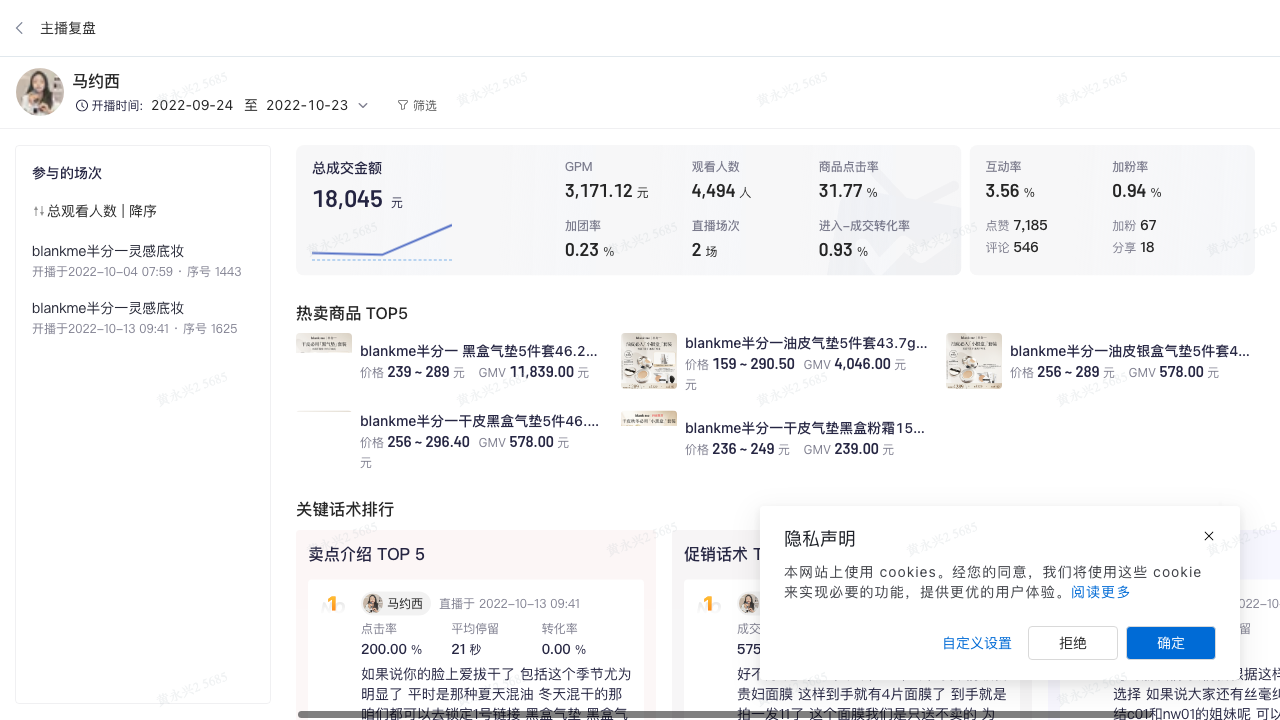 主播复盘
马约西
开播时间: 2022-09-24 至 2022-10-23 筛选
参与的场次
总观看人数 | 降序
blankme半分一灵感底妆
开播于2022-10-04 07:59 · 序号 1443
blankme半分一灵感底妆
开播于2022-10-13 09:41 · 序号 1625
总成交金额
18,045 元
GPM
3,171.12 元
观看人数
4,494 人
商品点击率
31.77 %
加团率
0.23 %
直播场次
2 场
进入-成交转化率
0.93 %
互动率
3.56 %
加粉率
0.94 %
点赞 7,185
加粉 67
评论 546
分享 18
热卖商品 TOP5
blankme半分一 黑盒气垫5件套46.2...
价格 239 ~ 289 元 GMV 11,839.00 元
blankme半分一油皮气垫5件套43.7g...
价格 159 ~ 290.50 GMV 4,046.00 元
元
blankme半分一油皮银盒气垫5件套4...
价格 256 ~ 289 元 GMV 578.00 元
blankme半分一干皮黑盒气垫5件46....
价格 256 ~ 296.40 GMV 578.00 元
元
blankme半分一干皮气垫黑盒粉霜15...
价格 236 ~ 249 元 GMV 239.00 元
关键话术排行
卖点介绍 TOP 5
1
马约西 直播于 2022-10-13 09:41
点击率 平均停留 转化率
200.00 % 21 秒 0.00 %
如果说你的脸上爱拔干了 包括这个季节尤为
明显了 平时是那种夏天混油 冬天混干的那
咱们都可以去锁定1号链接 黑盒气垫 黑盒气
促销话术 T
1
成交
575
贵妇面膜 这样到手就有4片面膜了 到手就是
拍一发11了 这个面膜我们是只送不卖的 为
选择 如果说大家还有丝毫纠
结c01和nw01的姐妹呢 可以
隐私声明
本网站上使用 cookies。经您的同意，我们将使用这些 cookie
来实现必要的功能，提供更优的用户体验。阅读更多
自定义设置 拒绝 确定
黄永兴2 5685